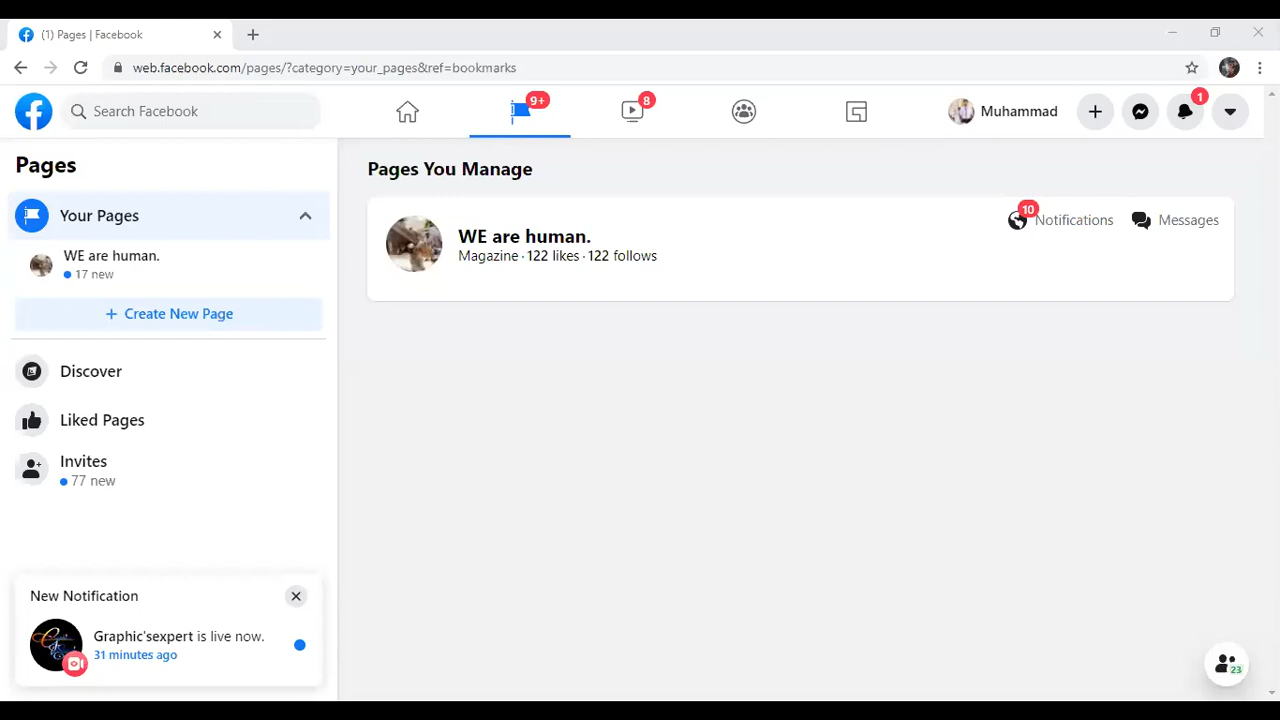 (1) Pages | Facebook
web.facebook.com/pages/?category=your_pages&ref=bookmarks
Search Facebook
9+
8
Muhammad
1
Pages
Your Pages
WE are human.
17 new
+ Create New Page
Discover
Liked Pages
Invites
77 new
Pages You Manage
WE are human.
Magazine · 122 likes · 122 follows
10
Notifications
Messages
New Notification
Graphic'sexpert is live now.
31 minutes ago
23